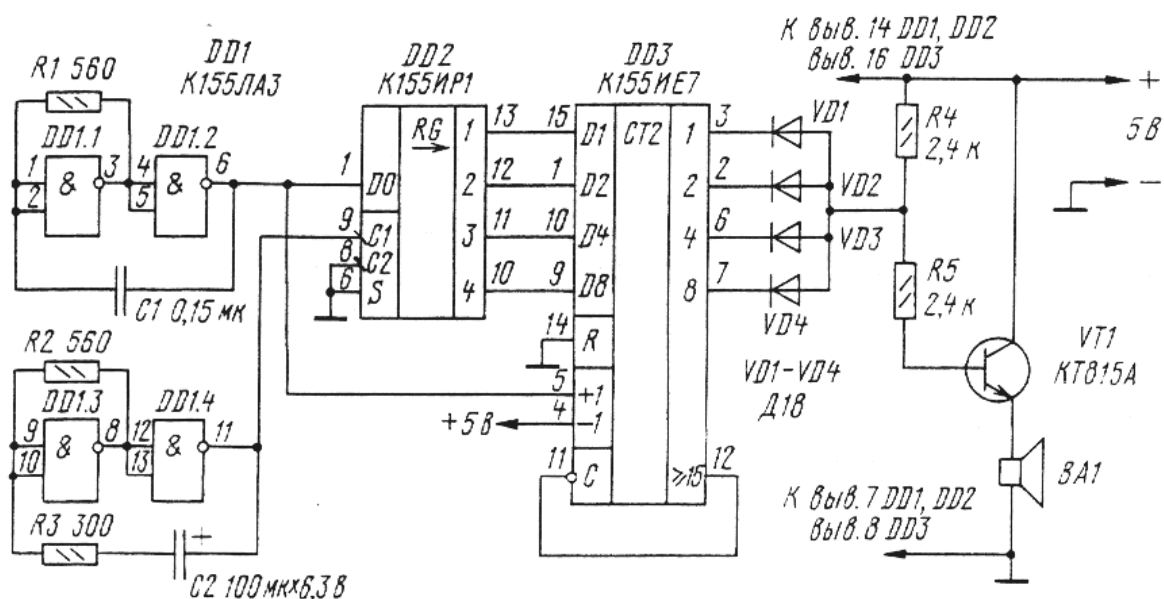 К выв. 14 DD1, DD2
выв. 16 DD3
DD1
К155ЛА3
DD2
К155ИР1
DD3
К155ИЕ7
R1 560
DD1.1
DD1.2
1
2
&
3
4
5
&
6
C1 0,15 мк
R2 560
DD1.3
DD1.4
9
10
&
8
12
13
&
11
R3 300
+
C2 100 мк×6,3 В
1
D0
9
C1
8
C2
6
S
RG
→
1
13
2
12
3
11
4
10
15
D1
1
D2
10
D4
9
D8
14
R
5
+1
4
-1
+5 В
11
C
CT2
1
3
2
2
4
6
8
7
≥15
12
VD1
VD2
VD3
VD4
VD1-VD4
Д18
R4
2,4 к
R5
2,4 к
+
5 В
−
VT1
КТ815А
BA1
К выв. 7 DD1, DD2
выв. 8 DD3